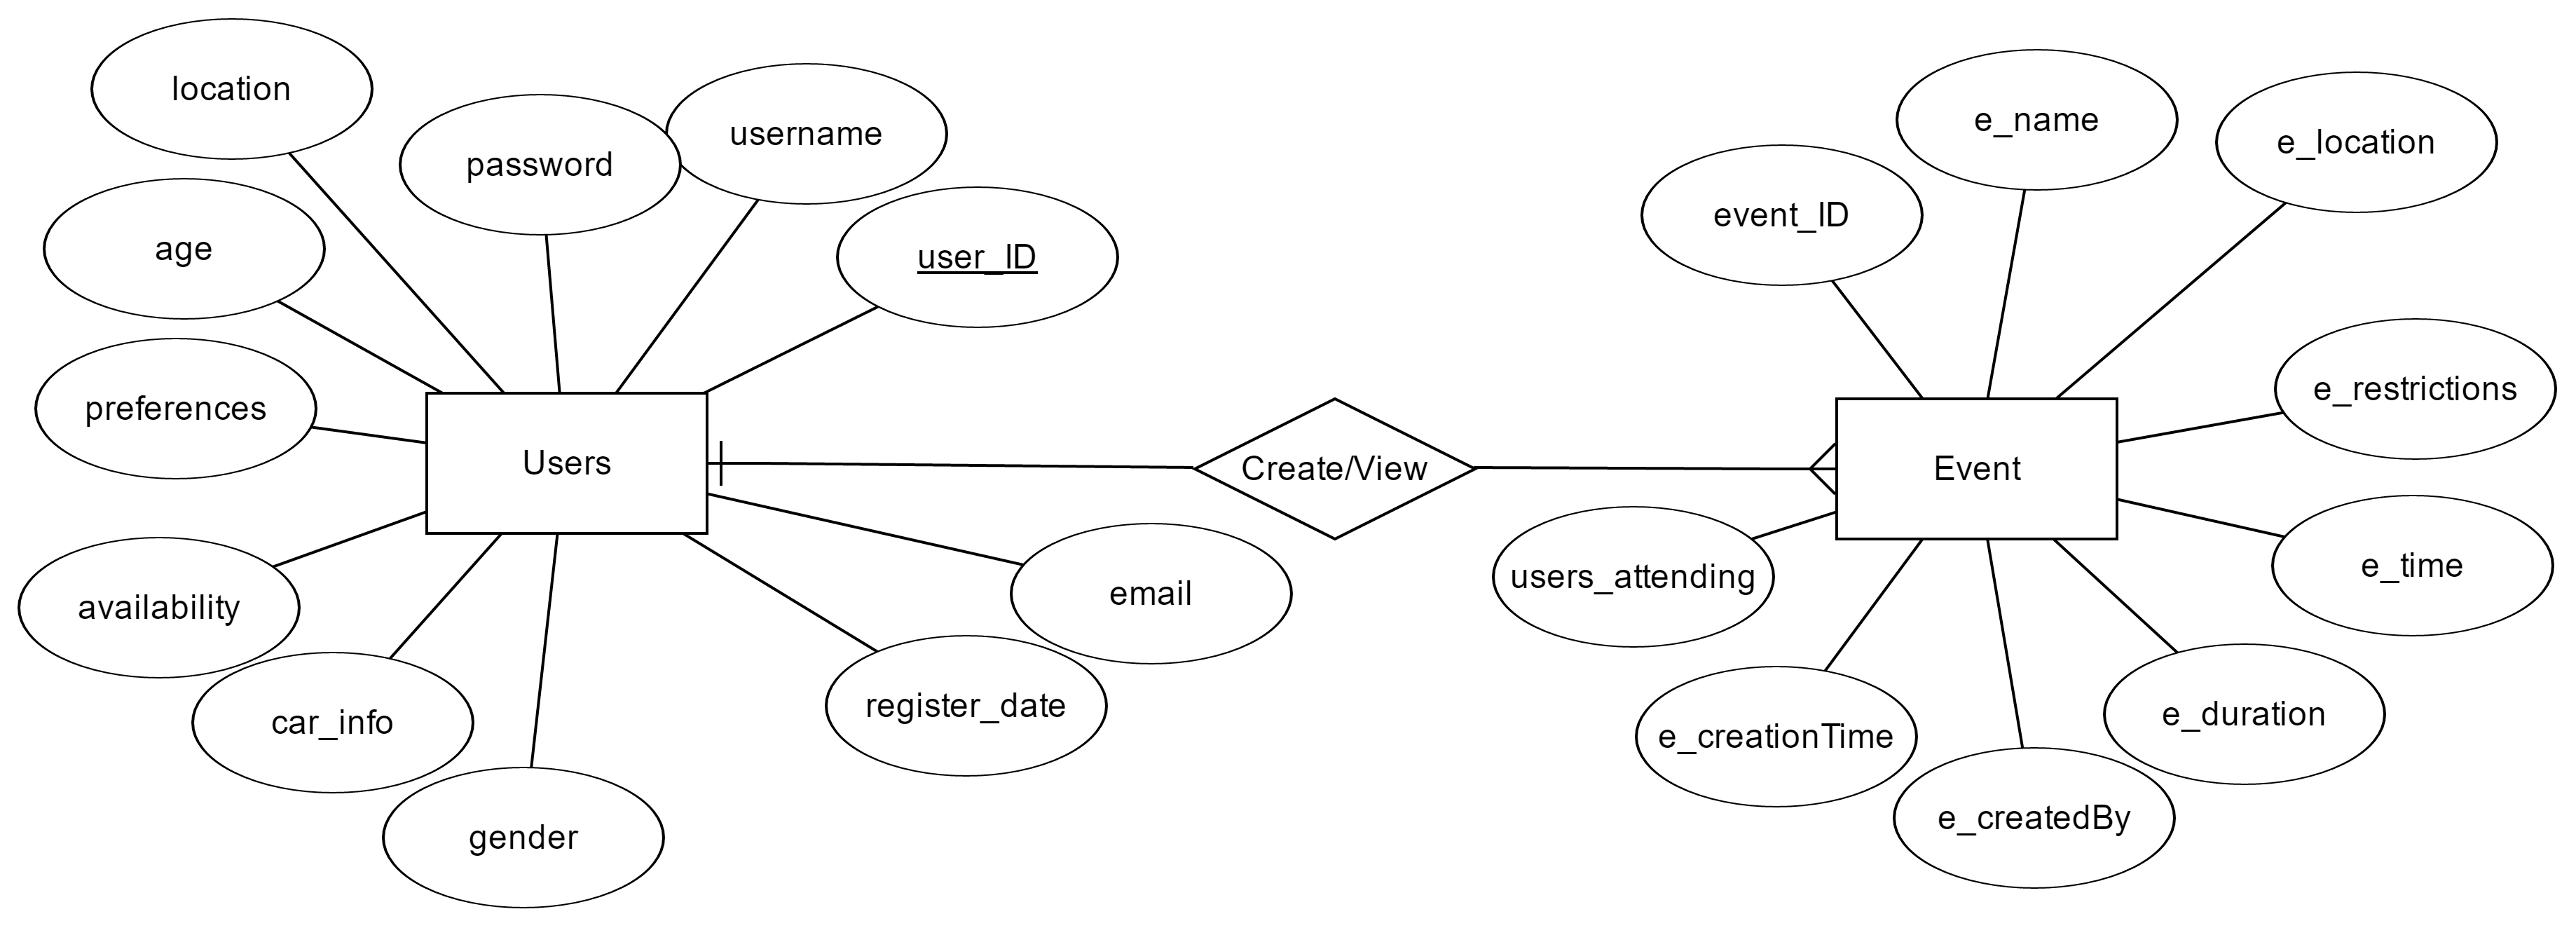 location
password
username
age
user_ID
preferences
Users
availability
car_info
gender
register_date
email
Create/View
event_ID
e_name
e_location
e_restrictions
Event
e_time
users_attending
e_creationTime
e_createdBy
e_duration